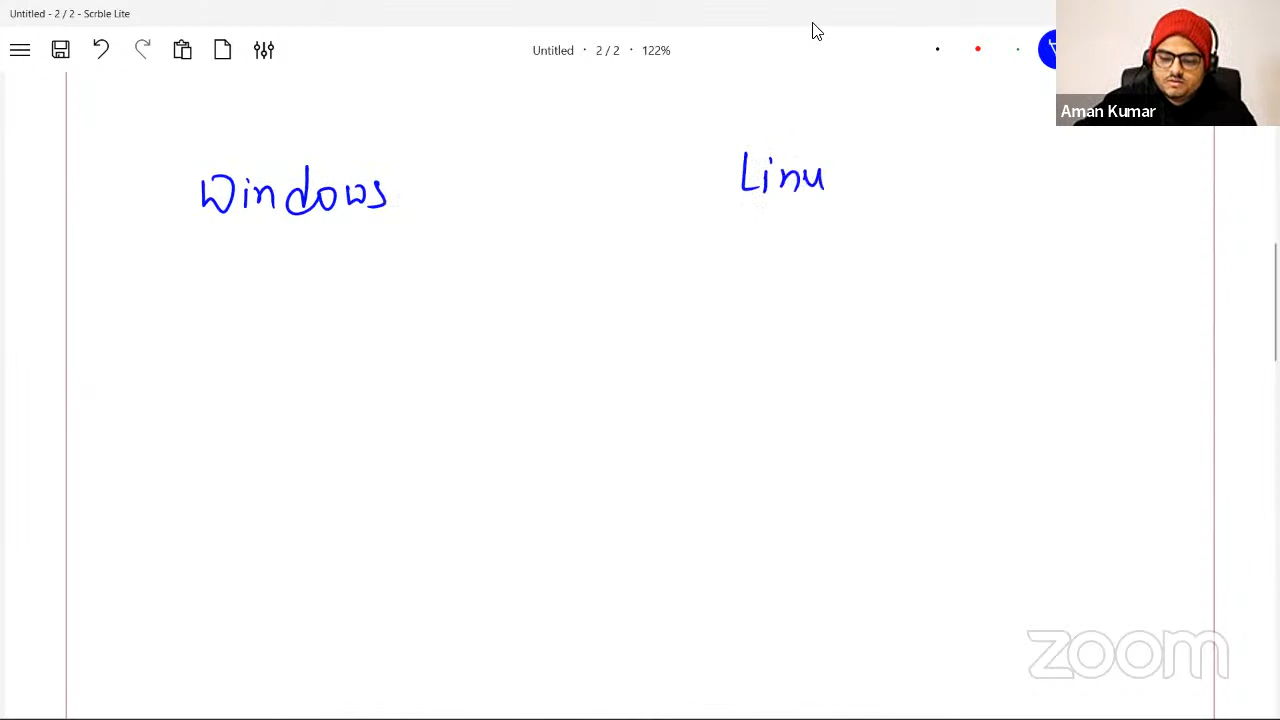 Untitled - 2 / 2 - Scrble Lite
Untitled · 2 / 2 · 122%
Aman Kumar
Windows
Linu
zoom